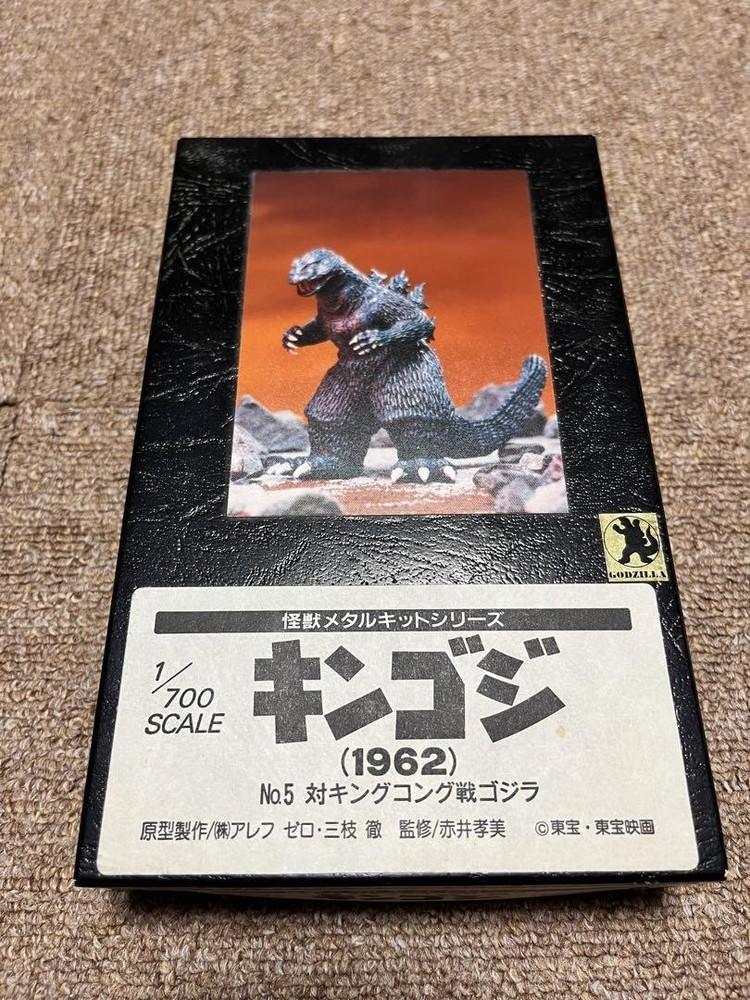 GODZILLA
怪獣メタルキットシリーズ
1/700
SCALE
キンゴジ
(1962)
No.5 対キングコング戦ゴジラ
原型製作/㈱アレフ ゼロ・三枝 徹 監修/赤井孝美 ©東宝・東宝映画